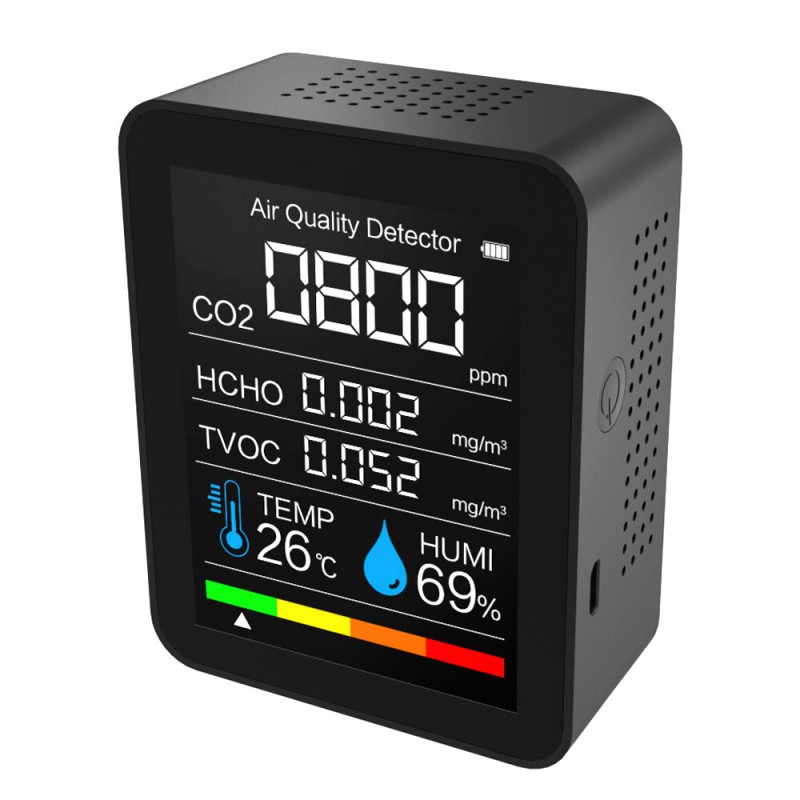 Air Quality Detector
CO2 0800 ppm
HCHO 0.002 mg/m³
TVOC 0.052 mg/m³
TEMP 26 ℃
HUMI 69%